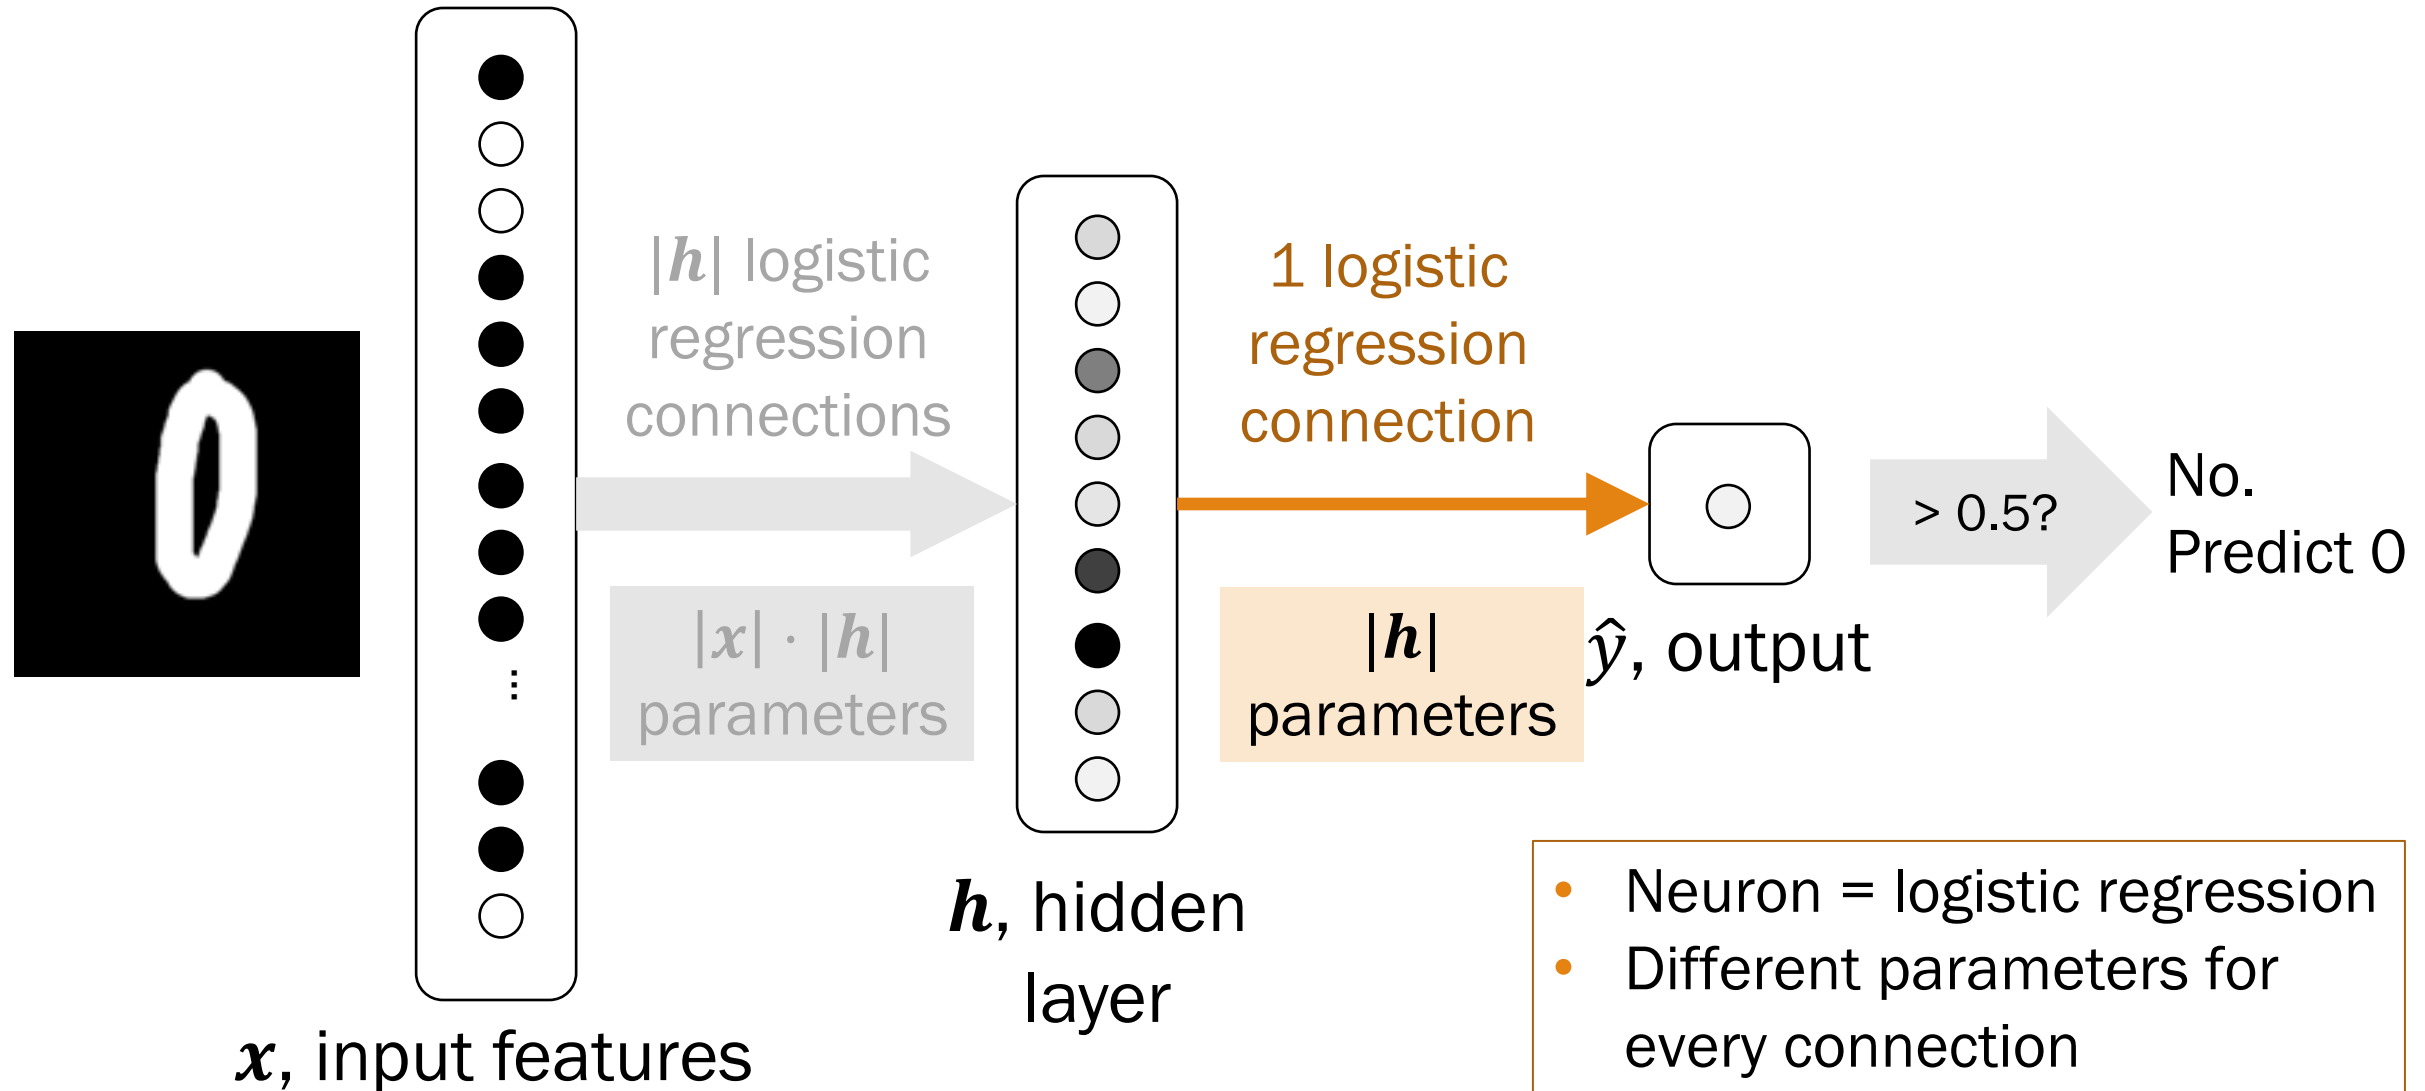 |h| logistic
regression
connections
|x| · |h|
parameters
1 logistic
regression
connection
|h|
parameters
x, input features
h, hidden
layer
ŷ, output
> 0.5?
No.
Predict 0
• Neuron = logistic regression
• Different parameters for
every connection